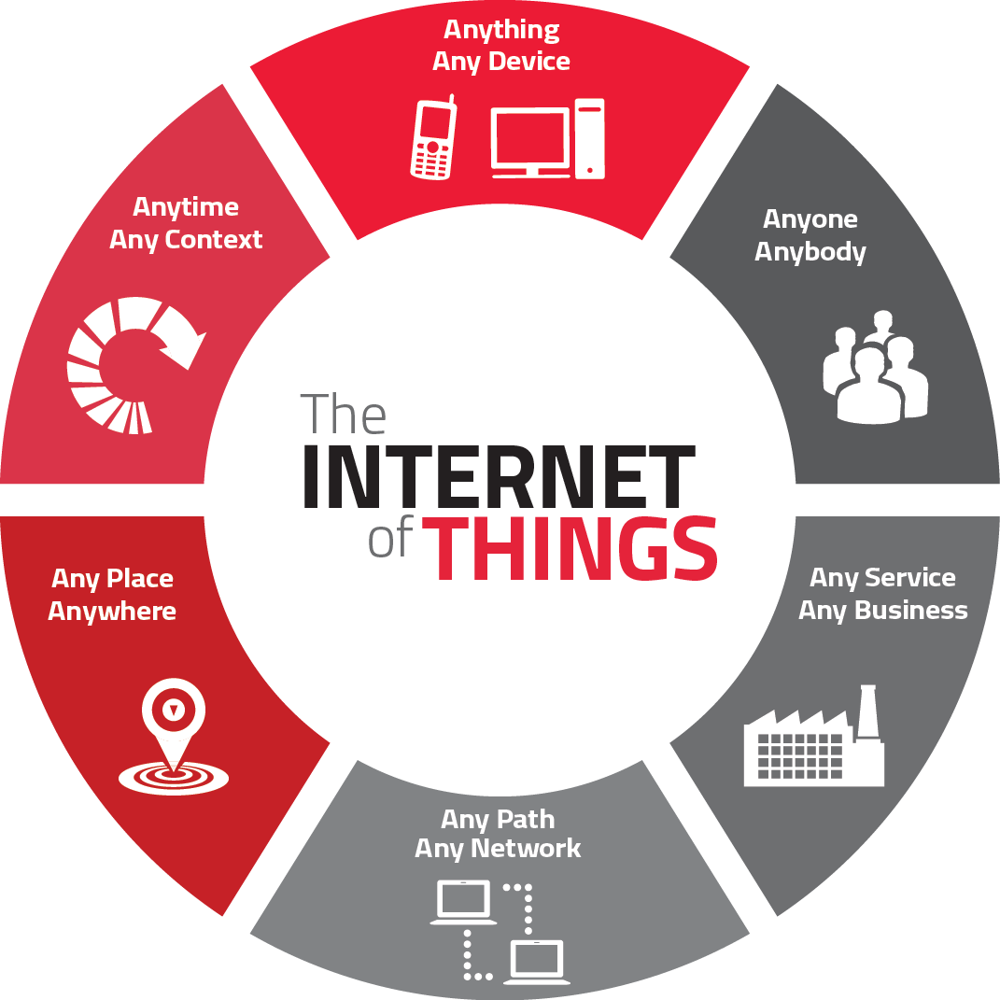 Anything
Any Device
Anyone
Anybody
Any Service
Any Business
Any Path
Any Network
Any Place
Anywhere
Anytime
Any Context
The
INTERNET
of THINGS